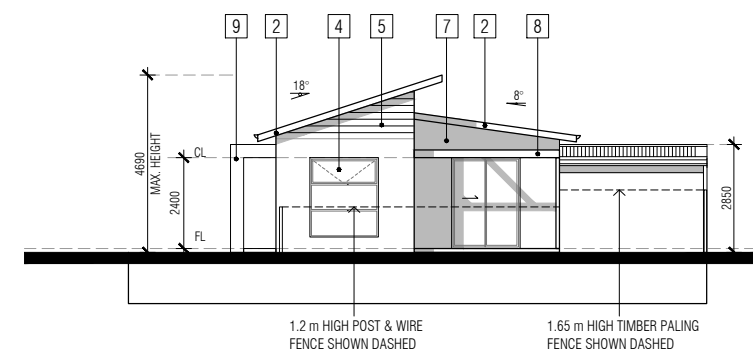 9
2
4
5
7
2
8
18°
8°
4690
MAX. HEIGHT
CL
2400
FL
2850
1.2 m HIGH POST & WIRE
FENCE SHOWN DASHED
1.65 m HIGH TIMBER PALING
FENCE SHOWN DASHED